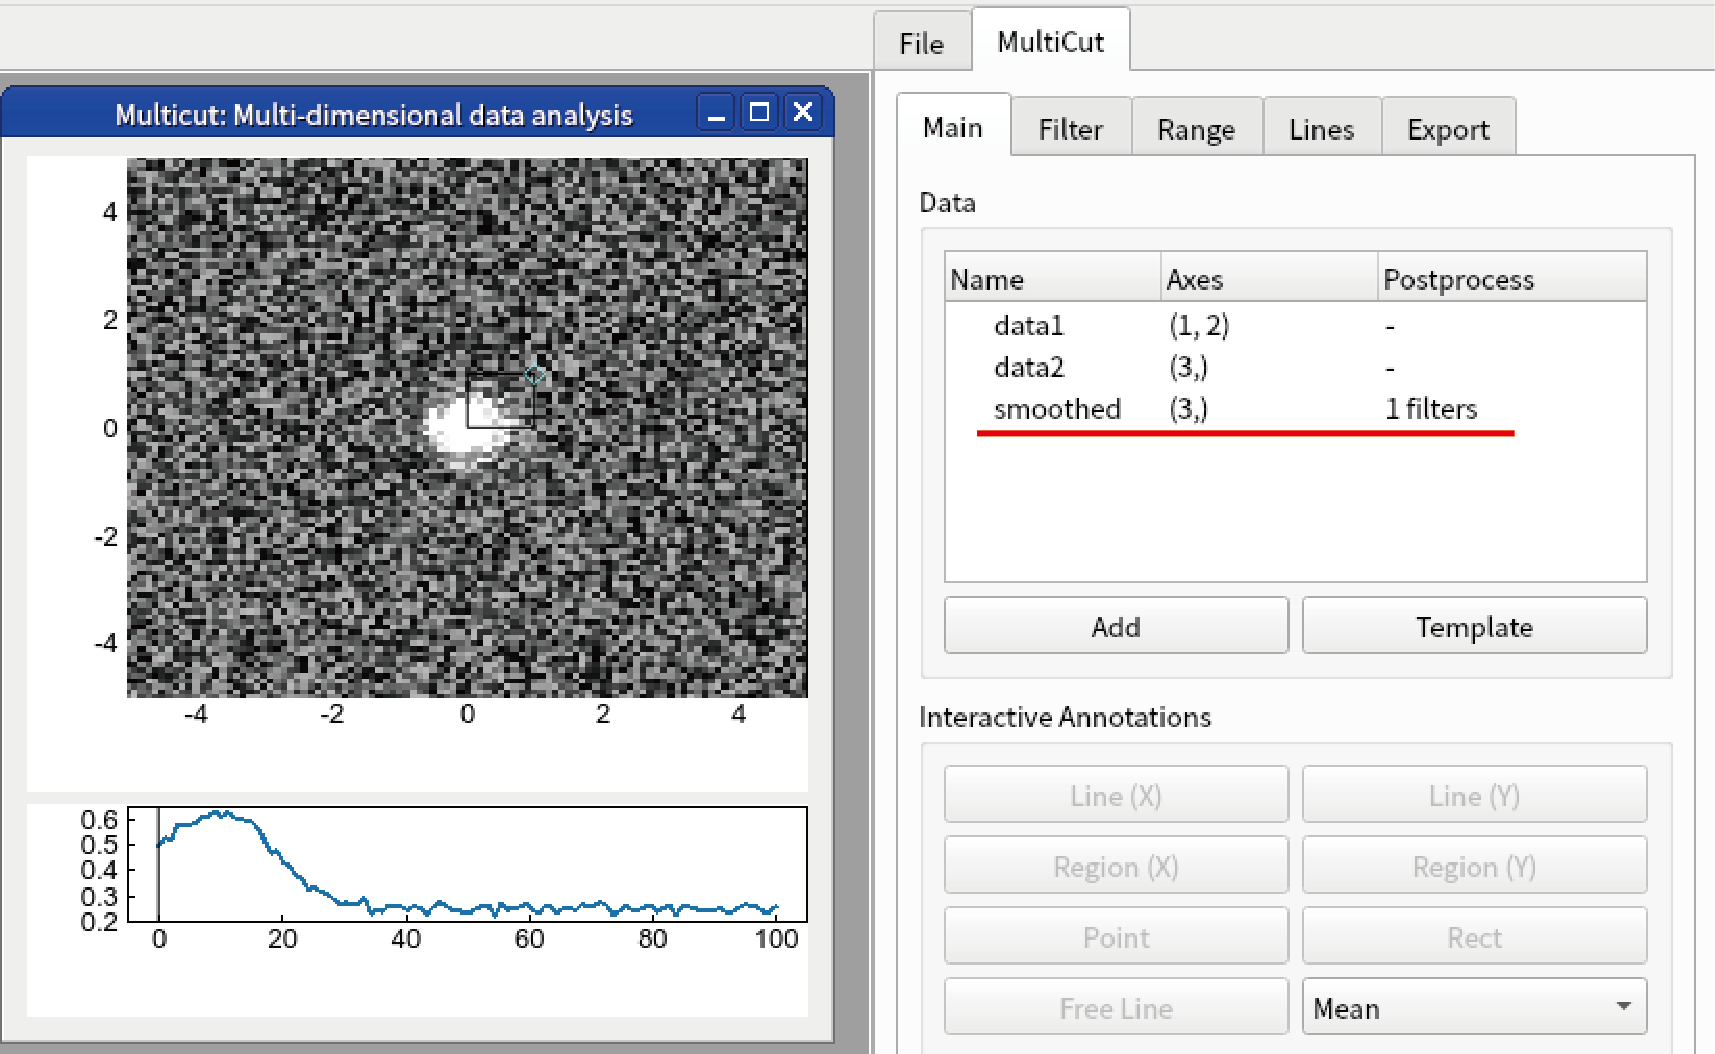 File
MultiCut
Multicut: Multi-dimensional data analysis
4
2
0
-2
-4
-4
-2
0
2
4
0.6
0.5
0.4
0.3
0.2
0
20
40
60
80
100
Main
Filter
Range
Lines
Export
Data
Name Axes Postprocess
data1 (1, 2) -
data2 (3,) -
smoothed (3,) 1 filters
Add
Template
Interactive Annotations
Line (X)
Line (Y)
Region (X)
Region (Y)
Point
Rect
Free Line
Mean